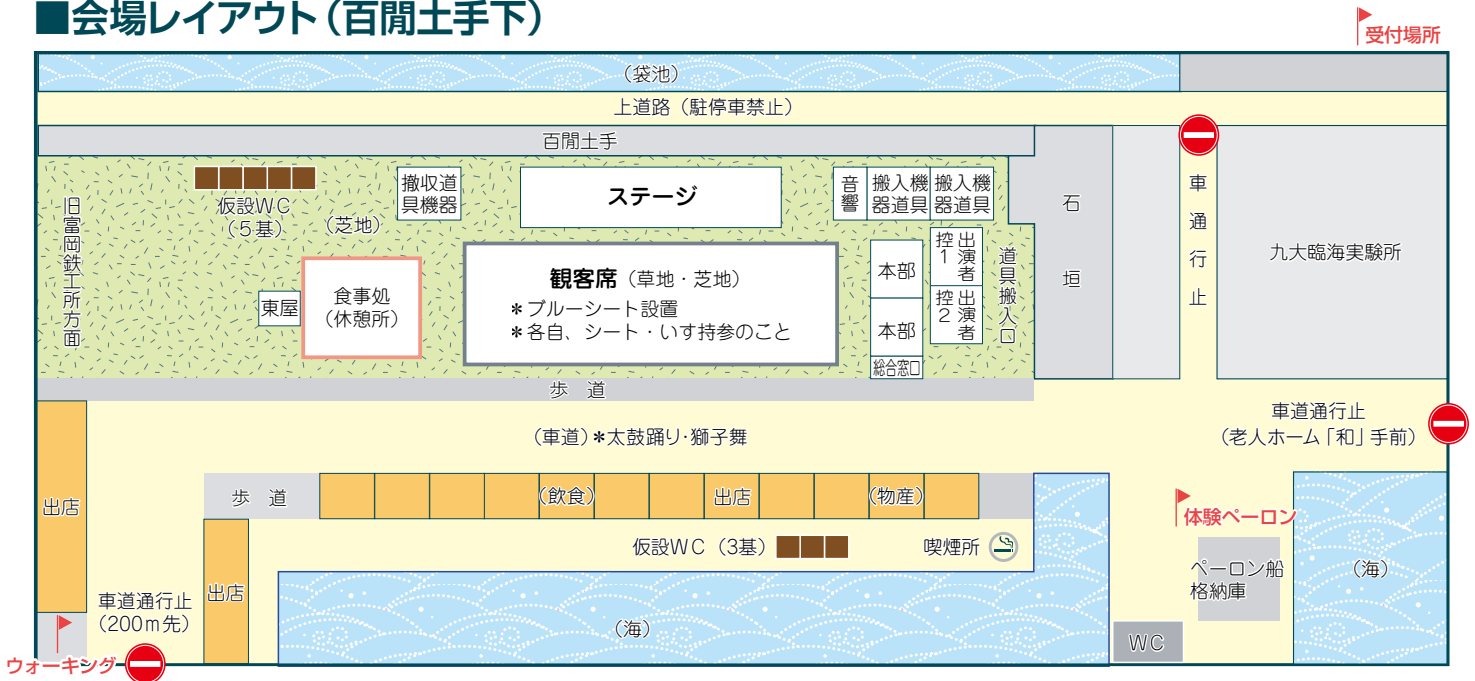 ■会場レイアウト（百間土手下）
受付場所
（袋池）
上道路（駐停車禁止）
百間土手
旧富岡鉄工所方面
仮設WC
（５基）
（芝地）
撤収道
具機器
ステージ
音響
搬入機
器道具
搬入機
器道具
石垣
車通行止
九大臨海実験所
東屋
食事処
（休憩所）
観客席（草地・芝地）
＊ブルーシート設置
＊各自、シート・いす持参のこと
本部
本部
総合窓口
出演者
控１
出演者
控２
道具搬入口
歩　道
（車道）＊太鼓踊り・獅子舞
車道通行止
（老人ホーム「和」手前）
出店
歩　道
（飲食）
出店
（物産）
体験ペーロン
仮設WC（3基）
喫煙所
ペーロン船
格納庫
（海）
出店
車道通行止
（200m先）
（海）
WC
ウォーキング